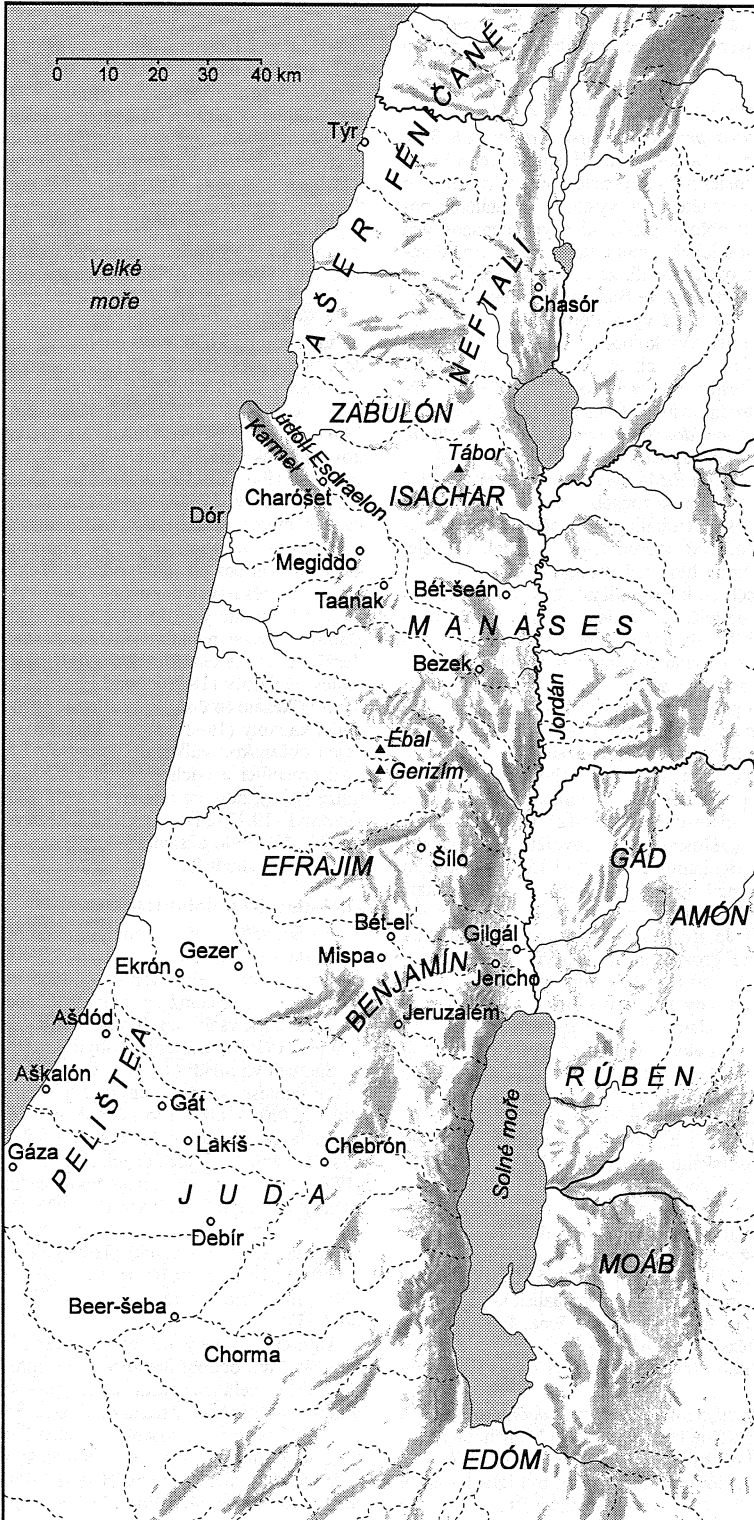 0 10 20 30 40 km
FÉNIČANÉ
Týr
AŠER
Velké
moře
NEFTALÍ
Chasór
ZABULÓN
údolí Esdraelon
Karmel
Tábor
Charóšet
ISACHAR
Dór
Megiddo
Taanak
Bét-šeán
MANASES
Bezek
Jordán
Ébal
Gerizím
EFRAJIM
Šílo
GÁD
AMÓN
Bét-el
Gilgál
Gezer
Mispa
Ekrón
BENJAMÍN
Jericho
Ašdód
Jeruzalém
Aškalón
RÚBEN
PELIŠTEA
Gát
Lakíš
Chebrón
Gáza
Solné moře
JUDA
Debír
MOÁB
Beer-šeba
Chorma
EDÓM